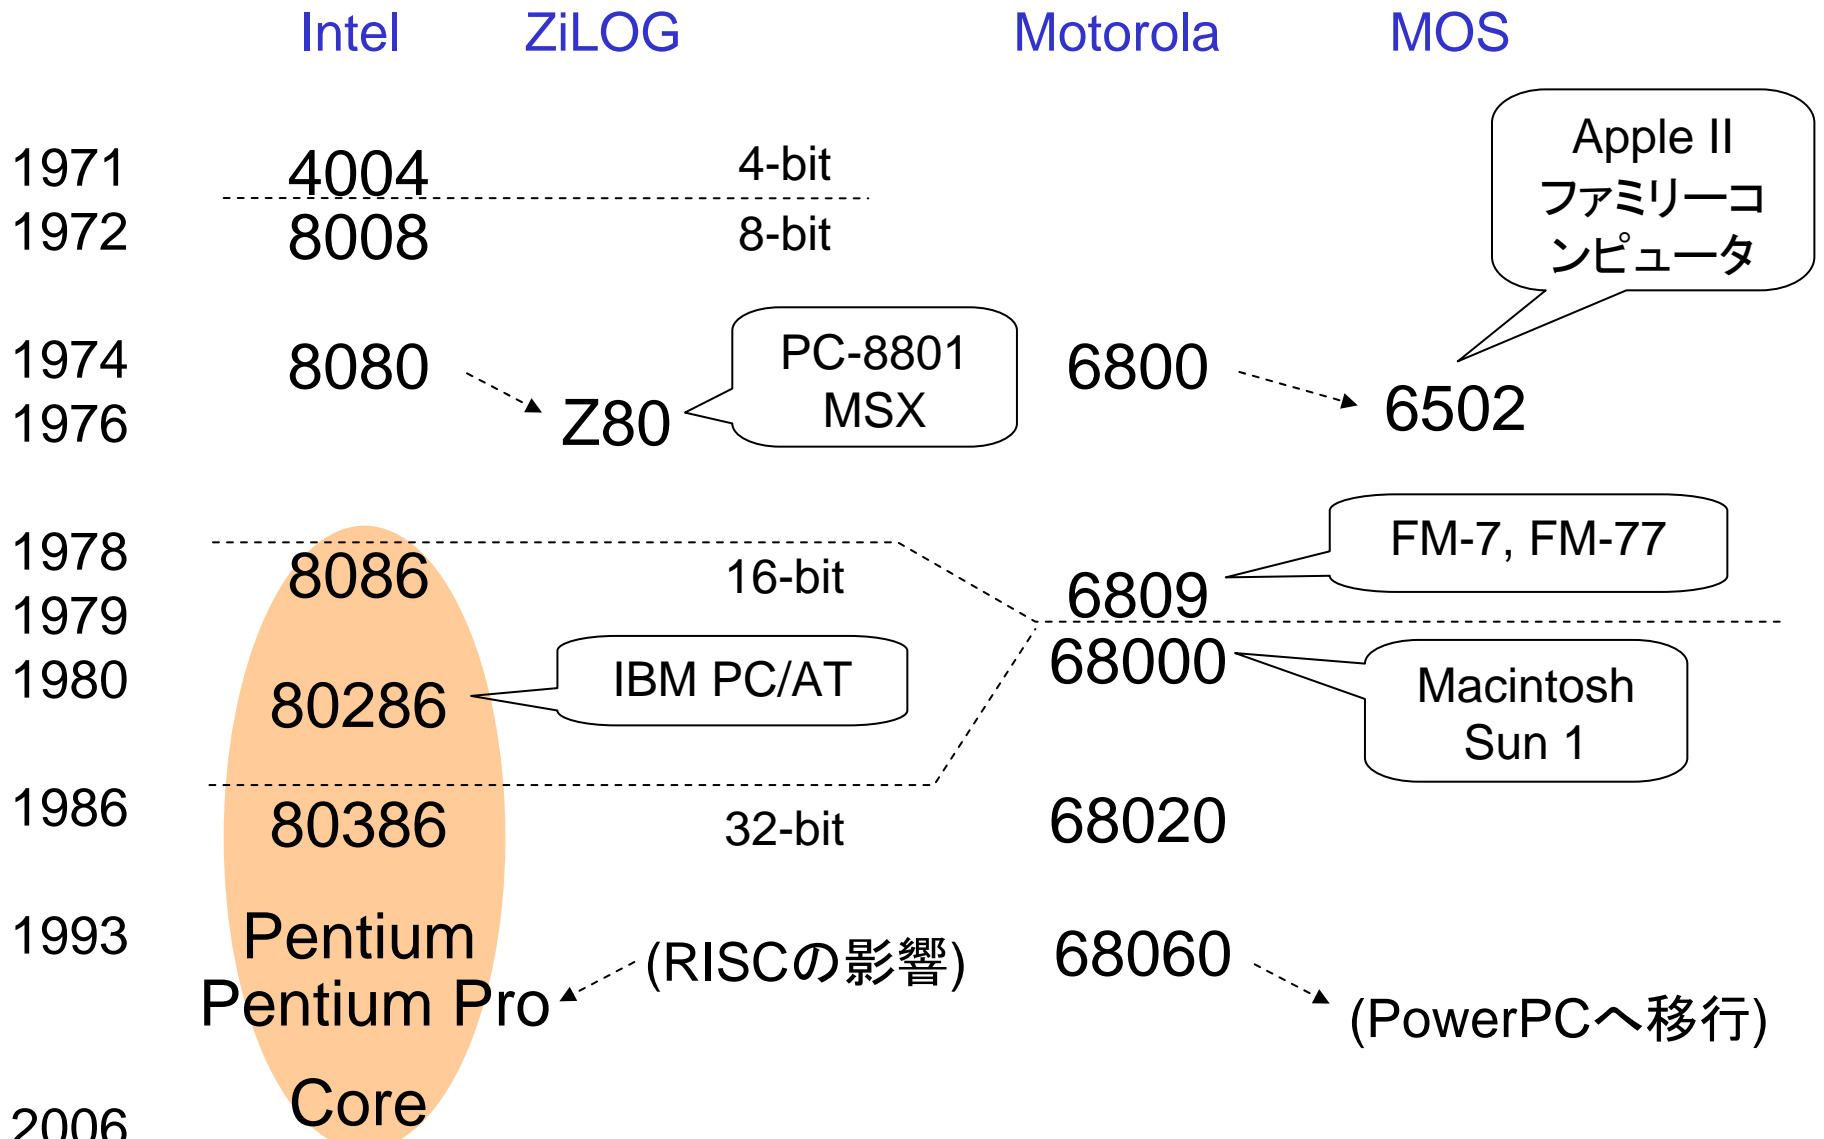 Intel ZiLOG Motorola MOS
Apple II
ファミリーコ
ンピュータ
1971 4004 4-bit
1972 8008 8-bit
1974 8080 PC-8801 6800
MSX
1976 Z80 6502
FM-7, FM-77
1978 8086 16-bit
1979 6809
1980 80286 IBM PC/AT 68000
Macintosh
Sun 1
1986 80386 32-bit 68020
1993 Pentium (RISCの影響) 68060
Pentium Pro (PowerPCへ移行)
2006 Core